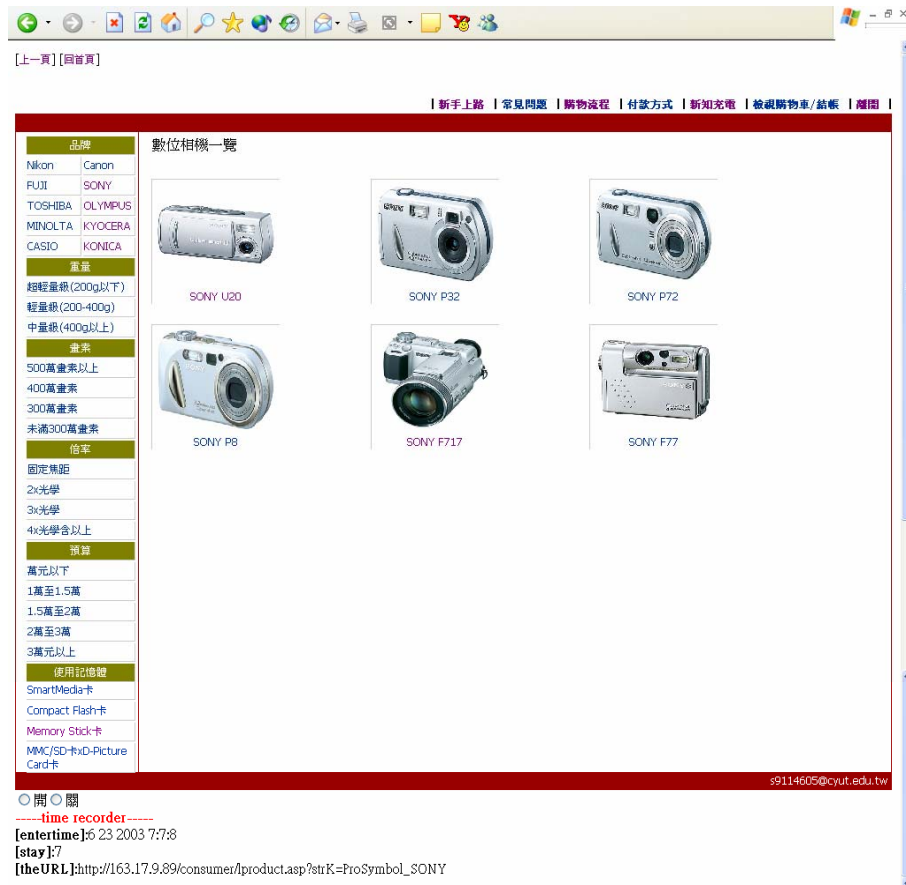 [上一頁] [回首頁]
| 新手上路 | 常見問題 | 購物流程 | 付款方式 | 新知充電 | 檢視購物車/結帳 | 離開 |
品牌
Nikon Canon
FUJI SONY
TOSHIBA OLYMPUS
MINOLTA KYOCERA
CASIO KONICA
重量
超輕量級(200g以下)
輕量級(200-400g)
中量級(400g以上)
畫素
500萬畫素以上
400萬畫素
300萬畫素
未滿300萬畫素
倍率
固定焦距
2x光學
3x光學
4x光學含以上
預算
萬元以下
1萬至1.5萬
1.5萬至2萬
2萬至3萬
3萬元以上
使用記憶體
SmartMedia卡
Compact Flash卡
Memory Stick卡
MMC/SD卡xD-Picture
Card卡
數位相機一覽
SONY U20 SONY P32 SONY P72
SONY P8 SONY F717 SONY F77
s9114605@cyut.edu.tw
開 關
-----time recorder-----
[entertime]:6 23 2003 7:7:8
[stay]:7
[theURL]:http://163.17.9.89/consumer/lproduct.asp?strK=ProSymbol_SONY